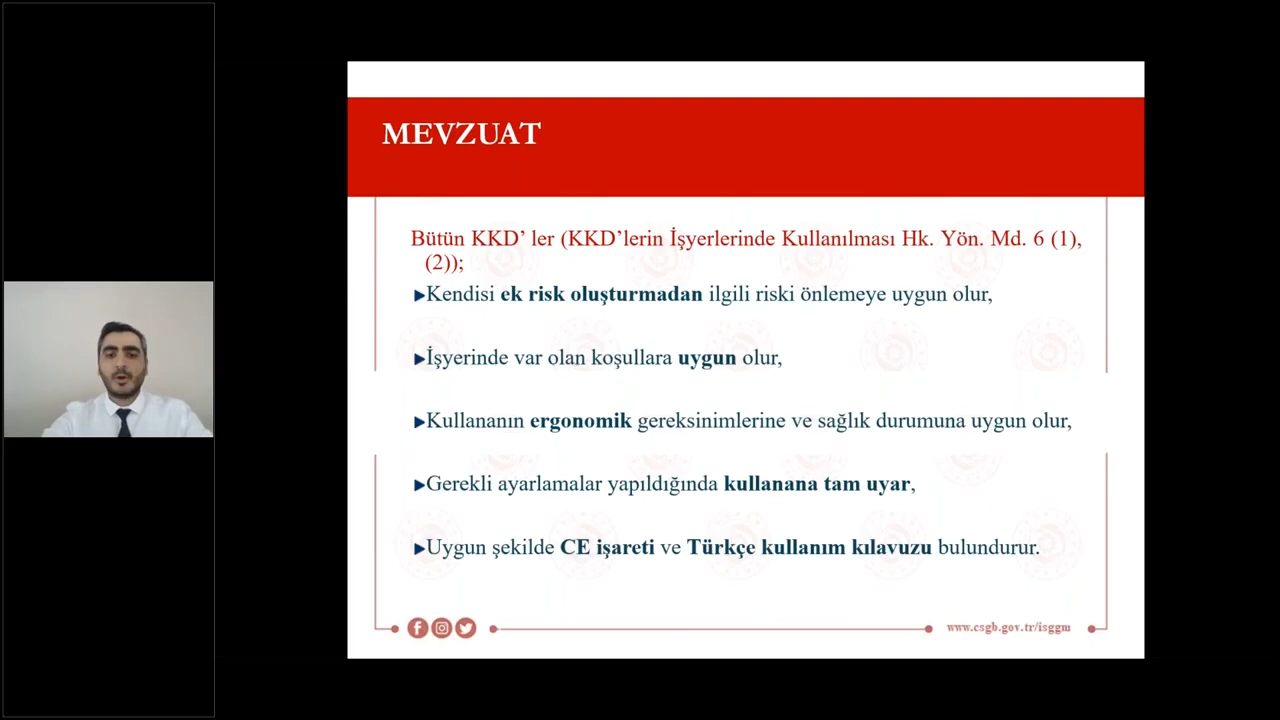 MEVZUAT
Bütün KKD’ ler (KKD’lerin İşyerlerinde Kullanılması Hk. Yön. Md. 6 (1),
(2));
Kendisi ek risk oluşturmadan ilgili riski önlemeye uygun olur,
İşyerinde var olan koşullara uygun olur,
Kullananın ergonomik gereksinimlerine ve sağlık durumuna uygun olur,
Gerekli ayarlamalar yapıldığında kullanana tam uyar,
Uygun şekilde CE işareti ve Türkçe kullanım kılavuzu bulundurur.
www.csgb.gov.tr/isggm